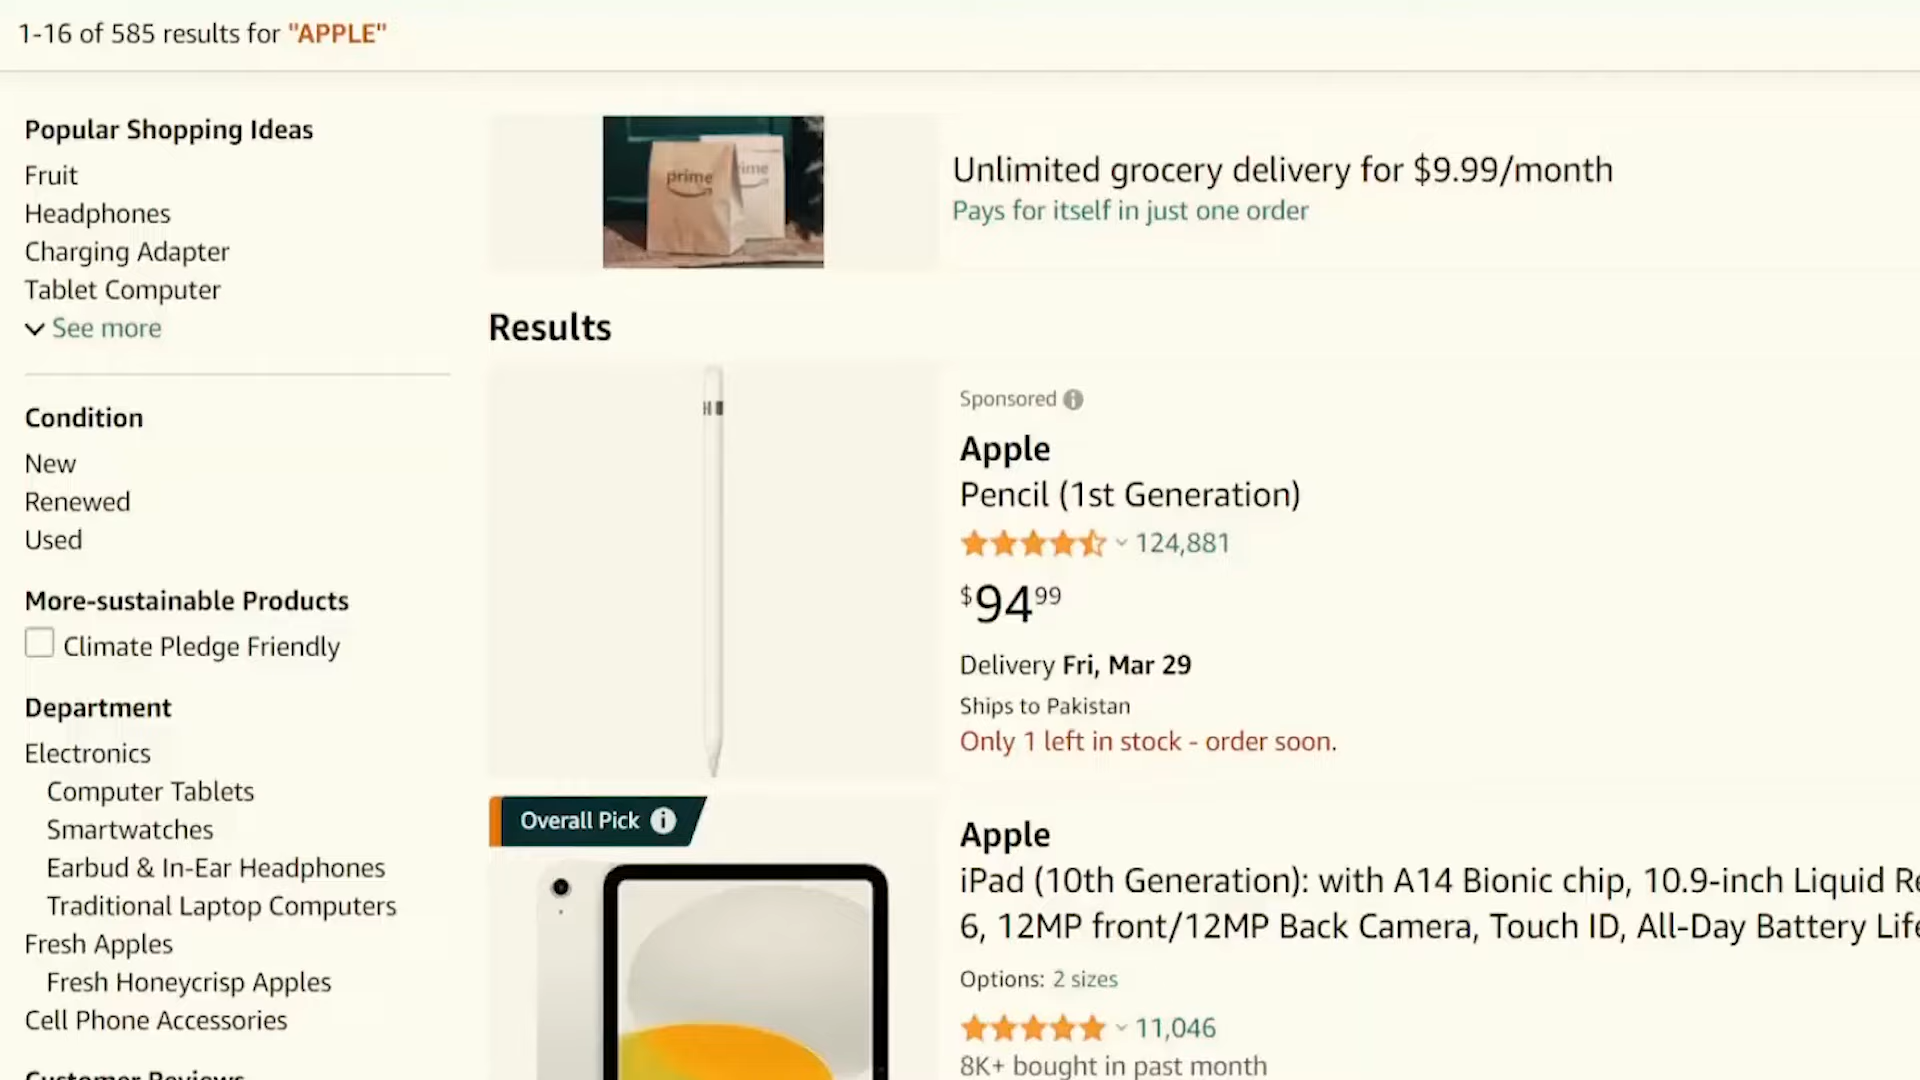 1-16 of 585 results for "APPLE"
Popular Shopping Ideas
Fruit
Headphones
Charging Adapter
Tablet Computer
See more
Condition
New
Renewed
Used
More-sustainable Products
Climate Pledge Friendly
Department
Electronics
Computer Tablets
Smartwatches
Earbud & In-Ear Headphones
Traditional Laptop Computers
Fresh Apples
Fresh Honeycrisp Apples
Cell Phone Accessories
Customer Reviews
prime
ime
Unlimited grocery delivery for $9.99/month
Pays for itself in just one order
Results
Sponsored
Apple
Pencil (1st Generation)
124,881
$94 99
Delivery Fri, Mar 29
Ships to Pakistan
Only 1 left in stock - order soon.
Overall Pick
Apple
iPad (10th Generation): with A14 Bionic chip, 10.9-inch Liquid Re
6, 12MP front/12MP Back Camera, Touch ID, All-Day Battery Life
Options: 2 sizes
11,046
8K+ bought in past month